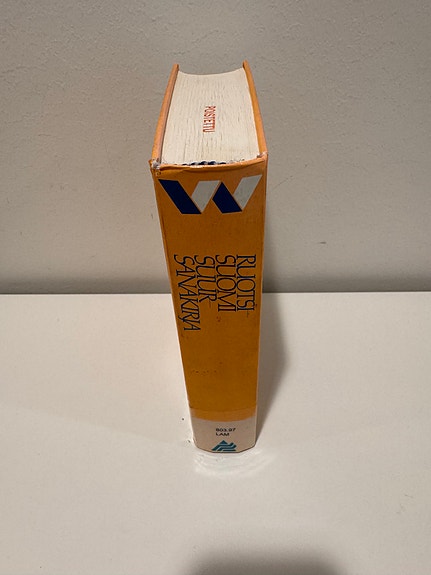 POISTETTU
W
RUOTSI–
SUOMI
SUUR–
SANAKIRJA
803.97
LAM